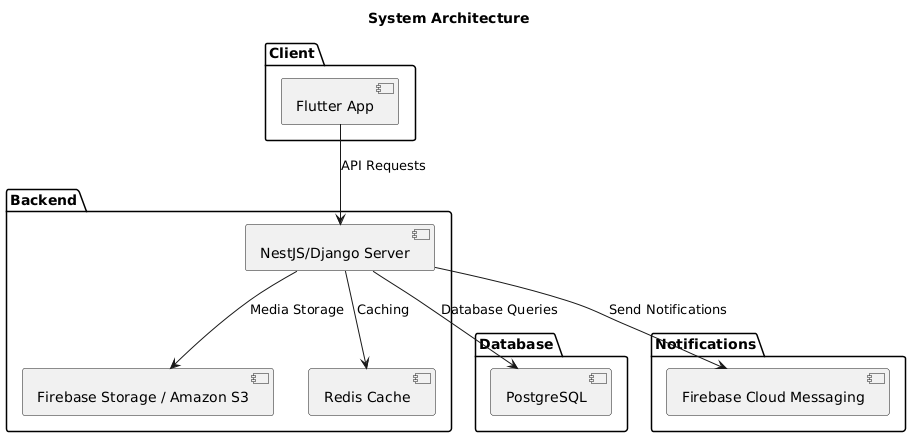 System Architecture
Client
Flutter App
API Requests
Backend
NestJS/Django Server
Media Storage
Caching
Database Queries
Send Notifications
Database
Notifications
Firebase Storage / Amazon S3
Redis Cache
PostgreSQL
Firebase Cloud Messaging